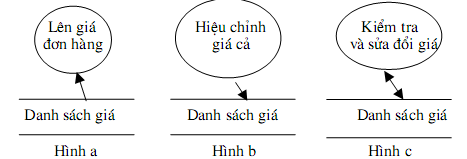 Lên giá
đơn hàng
Danh sách giá
Hình a
Hiệu chỉnh
giá cả
Danh sách giá
Hình b
Kiểm tra
và sửa đổi giá
Danh sách giá
Hình c